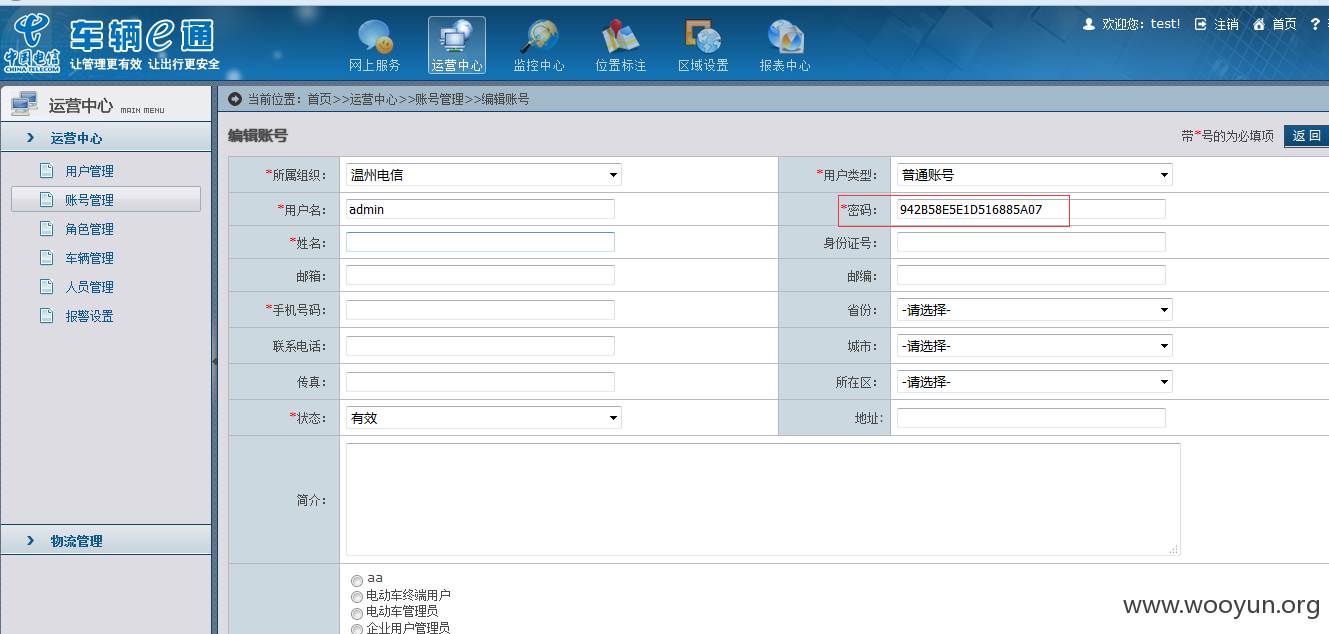 中国电信
CHINA TELECOM
车辆e通
让管理更有效 让出行更安全
网上服务
运营中心
监控中心
位置标注
区域设置
报表中心
欢迎您：test!
注销
首页
?
运营中心 MAIN MENU
运营中心
用户管理
账号管理
角色管理
车辆管理
人员管理
报警设置
物流管理
当前位置：首页>>运营中心>>账号管理>>编辑账号
编辑账号
带*号的为必填项
返 回
*所属组织：
温州电信
*用户类型：
普通账号
*用户名：
admin
*密码：
942B58E5E1D516885A07
*姓名：
身份证号：
邮箱：
邮编：
*手机号码：
省份：
-请选择-
联系电话：
城市：
-请选择-
传真：
所在区：
-请选择-
*状态：
有效
地址：
简介：
aa
电动车终端用户
电动车管理员
企业用户管理员
www.wooyun.org